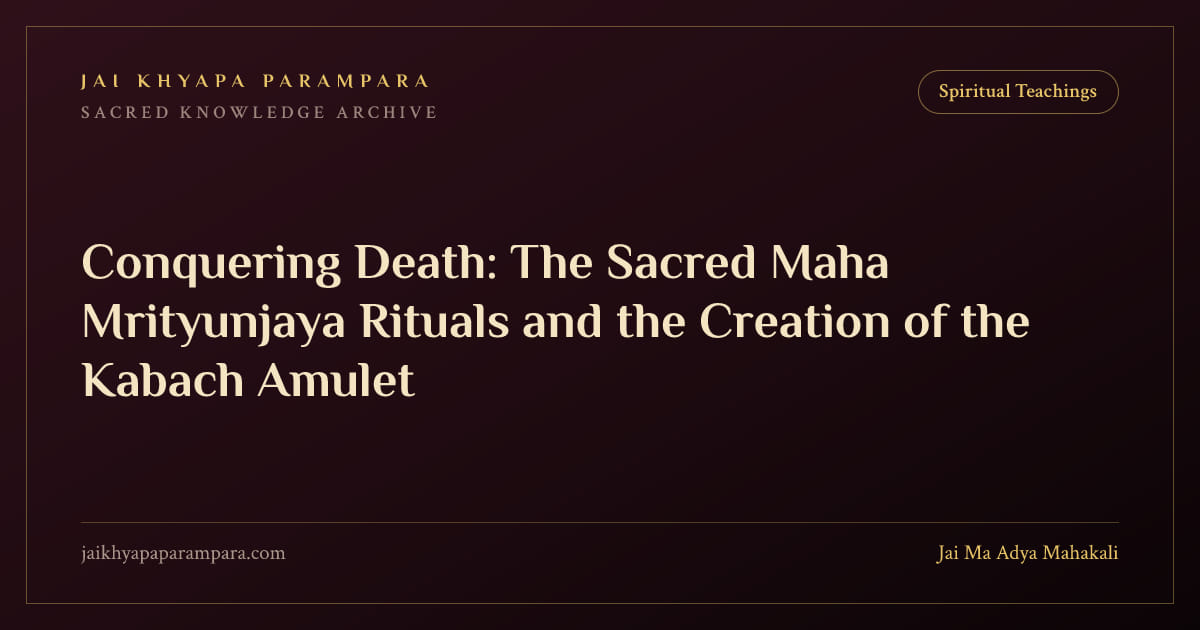 JAI KHYAPA PARAMPARA
SACRED KNOWLEDGE ARCHIVE
Spiritual Teachings
Conquering Death: The Sacred Maha
Mrityunjaya Rituals and the Creation of the
Kabach Amulet
jaikhyapaparampara.com
Jai Ma Adya Mahakali